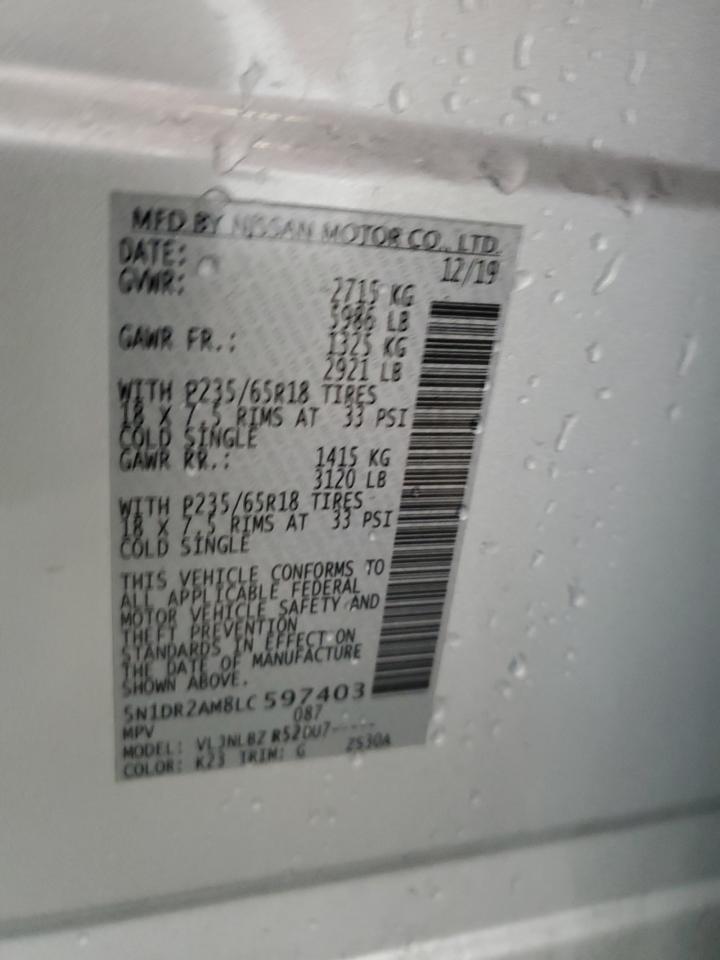 MFD BY NISSAN MOTOR CO., LTD.
DATE: 12/19
GVWR: 2715 KG
5986 LB
GAWR FR.: 1325 KG
2921 LB
WITH P235/65R18 TIRES
18 X 7.5 RIMS AT 33 PSI
COLD SINGLE
GAWR RR.: 1415 KG
3120 LB
WITH P235/65R18 TIRES
18 X 7.5 RIMS AT 33 PSI
COLD SINGLE
THIS VEHICLE CONFORMS TO
ALL APPLICABLE FEDERAL
MOTOR VEHICLE SAFETY AND
THEFT PREVENTION
STANDARDS IN EFFECT ON
THE DATE OF MANUFACTURE
SHOWN ABOVE.
5N1DR2AM8LC597403
MPV 087
MODEL: VL3NLBZ R52DU7-----
COLOR: K23 TRIM: G 2530A